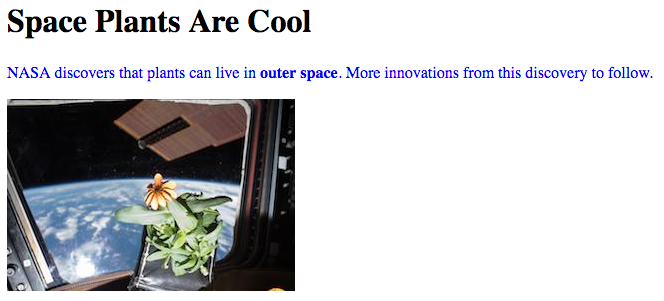 Space Plants Are Cool
NASA discovers that plants can live in outer space. More innovations from this discovery to follow.